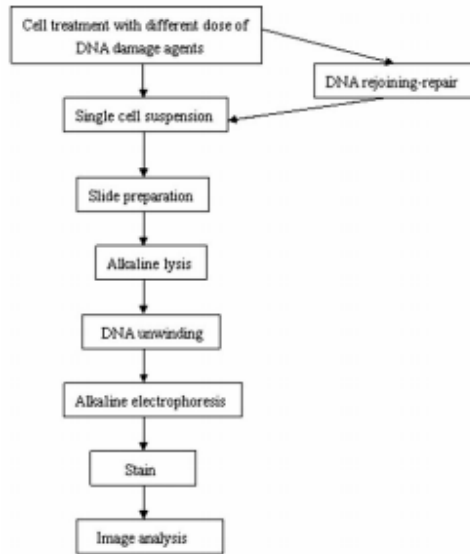 Cell treatment with different dose of
DNA damage agents
DNA rejoining-repair
Single cell suspension
Slide preparation
Alkaline lysis
DNA unwinding
Alkaline electrophoresis
Stain
Image analysis